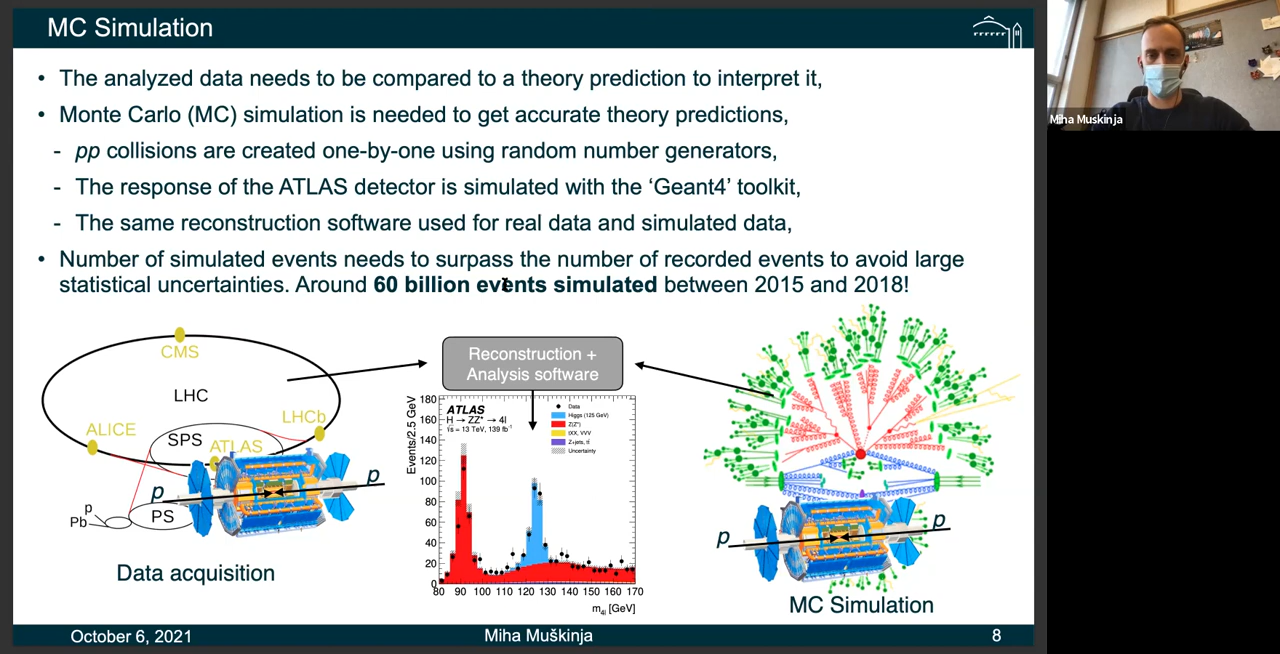 MC Simulation
• The analyzed data needs to be compared to a theory prediction to interpret it,
• Monte Carlo (MC) simulation is needed to get accurate theory predictions,
- pp collisions are created one-by-one using random number generators,
- The response of the ATLAS detector is simulated with the ‘Geant4’ toolkit,
- The same reconstruction software used for real data and simulated data,
• Number of simulated events needs to surpass the number of recorded events to avoid large
statistical uncertainties. Around 60 billion events simulated between 2015 and 2018!
CMS
LHC
ALICE
LHCb
SPS
ATLAS
p
p
p
Pb
PS
Data acquisition
Reconstruction +
Analysis software
Events/2.5 GeV
180
160
140
120
100
80
60
40
20
0
ATLAS
H → ZZ* → 4l
√s = 13 TeV, 139 fb⁻¹
Data
Higgs (125 GeV)
Z(Z*)
tXX, VVV
Z+jets, tt̄
Uncertainty
80 90 100 110 120 130 140 150 160 170
m4l [GeV]
p
p
MC Simulation
October 6, 2021
Miha Muškinja
8
Miha Muskinja